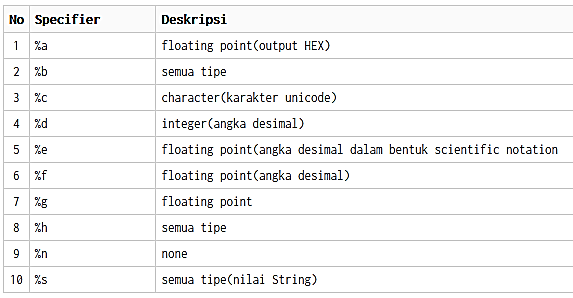 No Specifier Deskripsi
1 %a floating point(output HEX)
2 %b semua tipe
3 %c character(karakter unicode)
4 %d integer(angka desimal)
5 %e floating point(angka desimal dalam bentuk scientific notation
6 %f floating point(angka desimal)
7 %g floating point
8 %h semua tipe
9 %n none
10 %s semua tipe(nilai String)